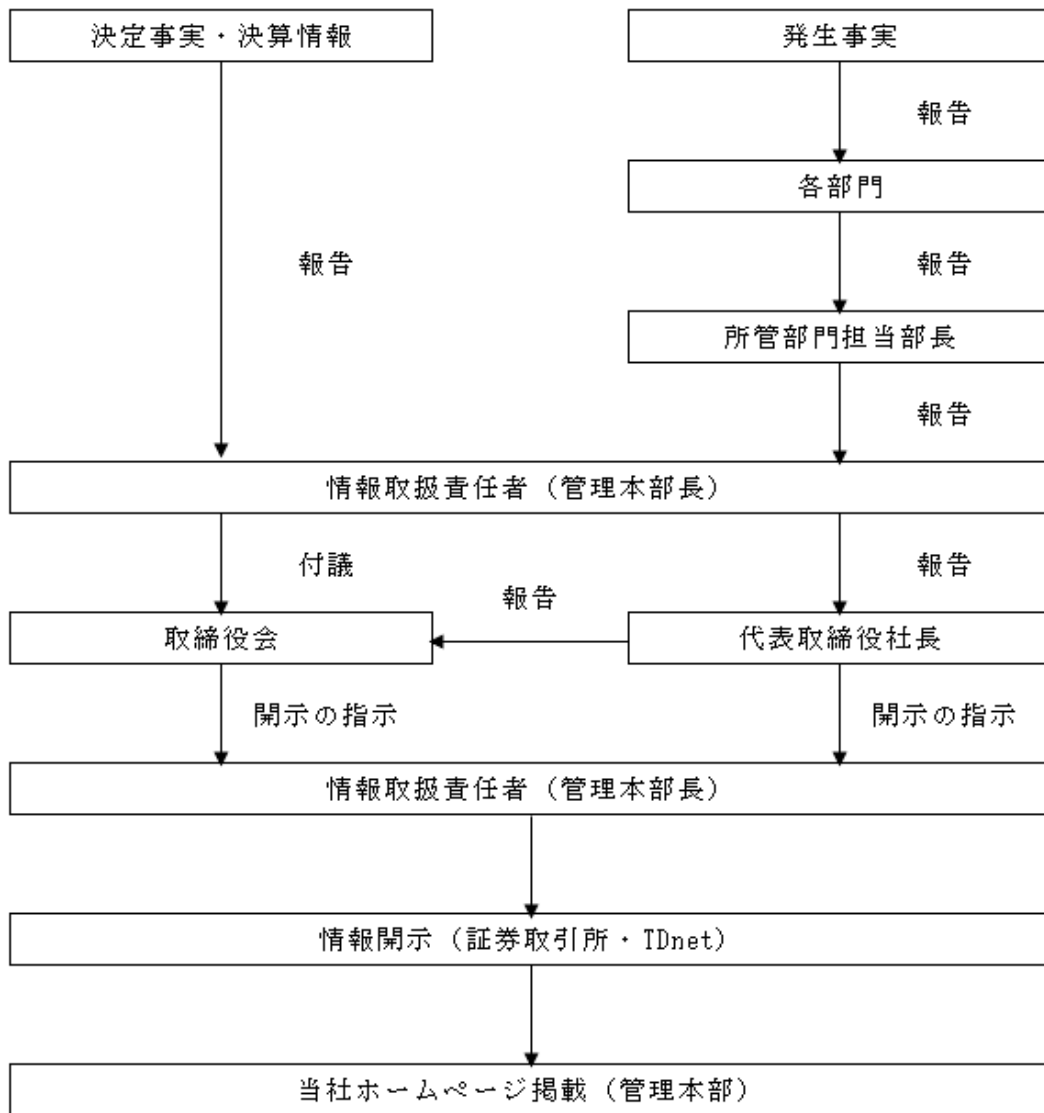 決定事実・決算情報
発生事実
報告
各部門
報告
報告
所管部門担当部長
報告
情報取扱責任者（管理本部長）
付議
報告
報告
取締役会
代表取締役社長
開示の指示
開示の指示
情報取扱責任者（管理本部長）
情報開示（証券取引所・TDnet）
当社ホームページ掲載（管理本部）